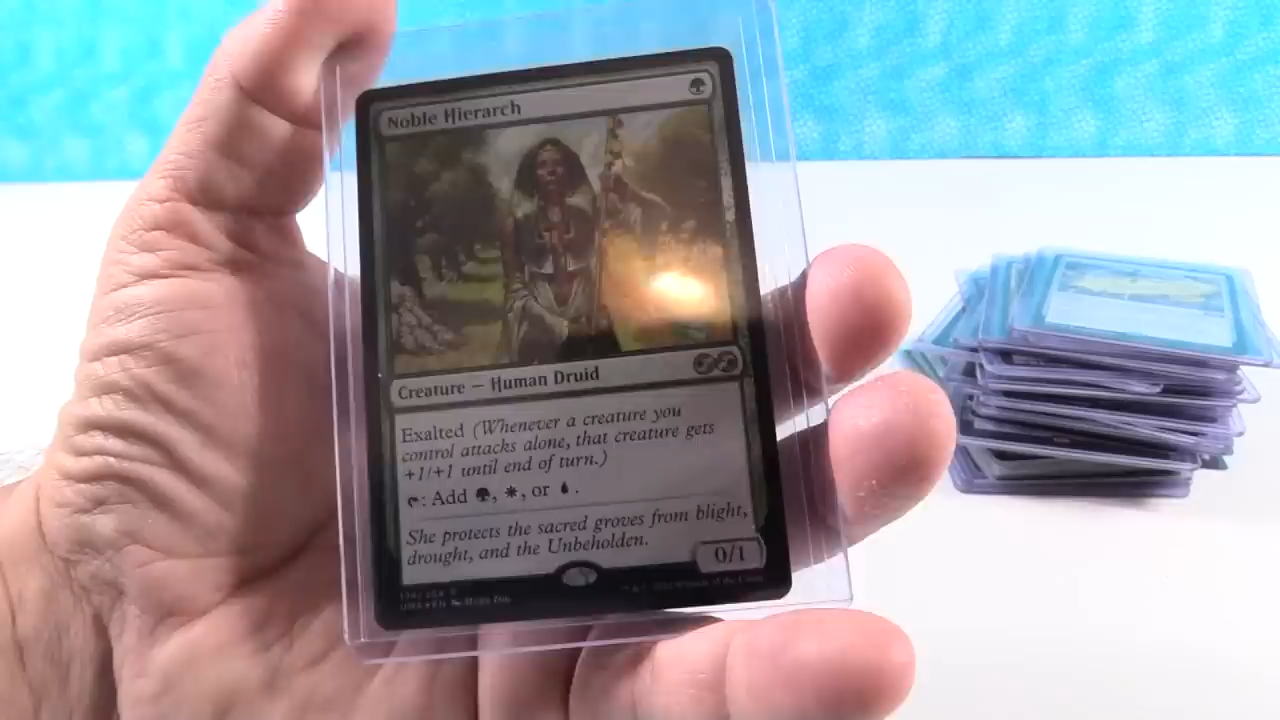 Noble Hierarch
Creature — Human Druid
Exalted (Whenever a creature you
control attacks alone, that creature gets
+1/+1 until end of turn.)
: Add , , or .
She protects the sacred groves from blight,
drought, and the Unbeholden.
0/1